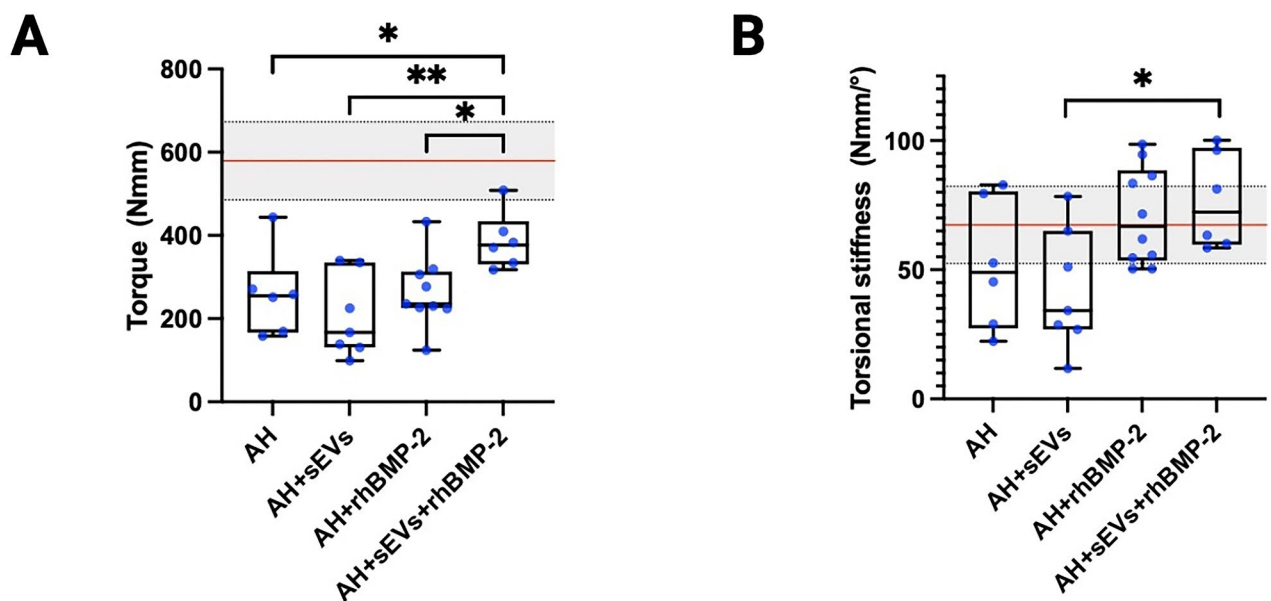 A
*
**
*
800
600
400
200
0
Torque (Nmm)
AH
AH+sEVs
AH+rhBMP-2
AH+sEVs+rhBMP-2
B
*
100
50
0
Torsional stiffness (Nmm/°)
AH
AH+sEVs
AH+rhBMP-2
AH+sEVs+rhBMP-2